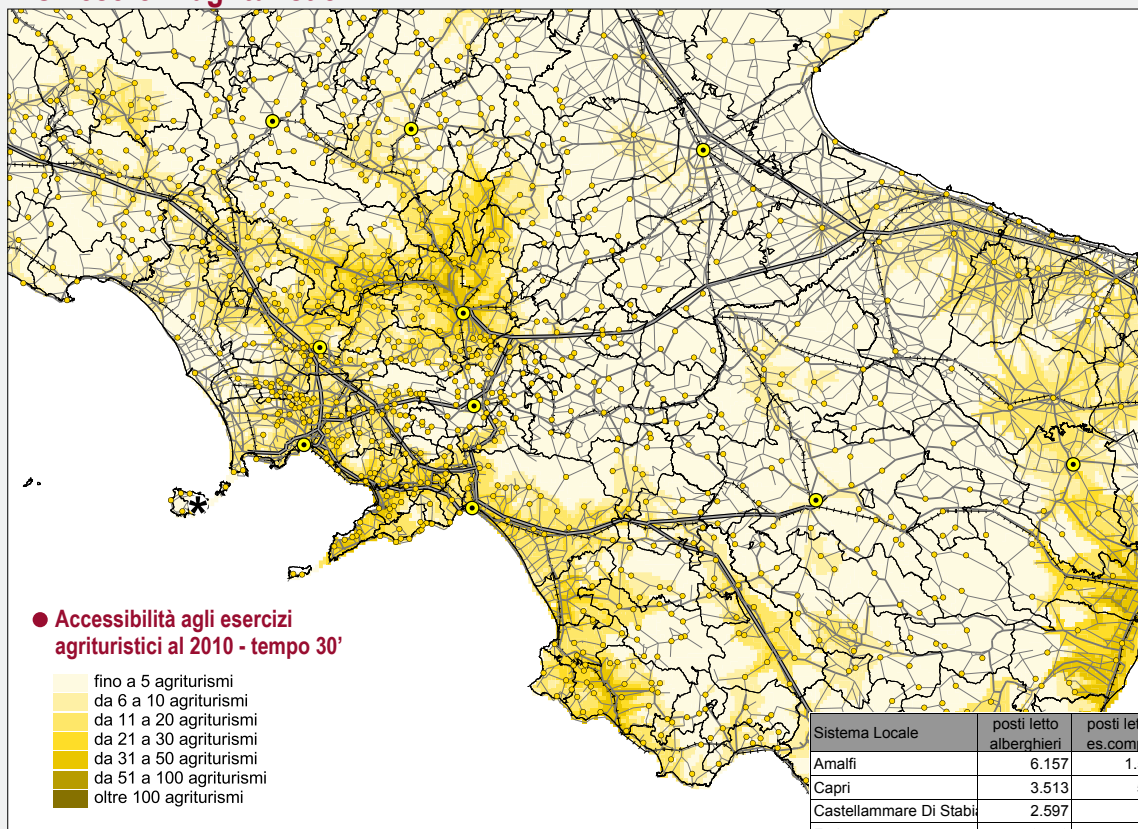 ● Accessibilità agli esercizi
agrituristici al 2010 - tempo 30’
fino a 5 agriturismi
da 6 a 10 agriturismi
da 11 a 20 agriturismi
da 21 a 30 agriturismi
da 31 a 50 agriturismi
da 51 a 100 agriturismi
oltre 100 agriturismi
*
Sistema Locale posti letto alberghieri posti
Amalfi 6.157 1.
Capri 3.513
Castellammare Di 2.597